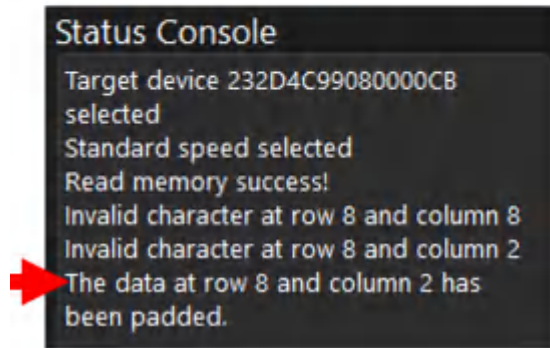 Status Console
Target device 232D4C99080000CB
selected
Standard speed selected
Read memory success!
Invalid character at row 8 and column 8
Invalid character at row 8 and column 2
The data at row 8 and column 2 has
been padded.